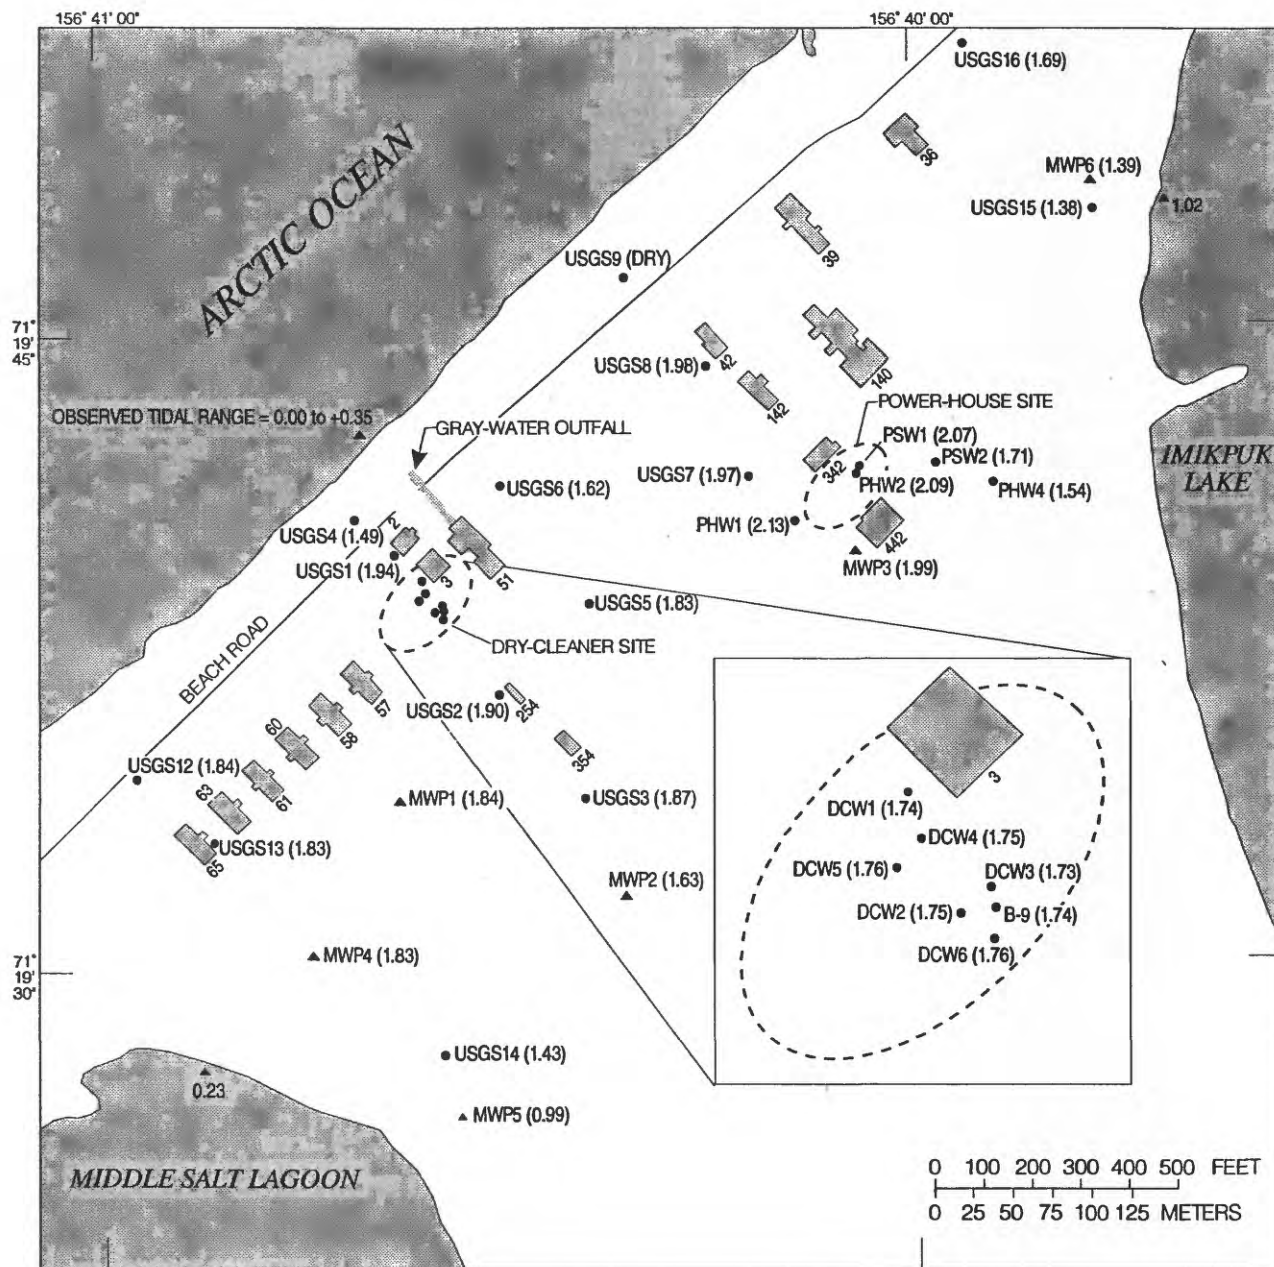 156° 41' 00"
156° 40' 00"
USGS16 (1.69)
36
MWP6 (1.39)
USGS15 (1.38)
1.02
ARCTIC OCEAN
39
USGS9 (DRY)
71°
19'
45"
42
USGS8 (1.98)
142
140
OBSERVED TIDAL RANGE = 0.00 to +0.35
GRAY-WATER OUTFALL
POWER-HOUSE SITE
PSW1 (2.07)
PSW2 (1.71)
IMIKPUK
LAKE
342
USGS7 (1.97)
PHW2 (2.09)
PHW4 (1.54)
USGS6 (1.62)
PHW1 (2.13)
442
MWP3 (1.99)
USGS4
(1.49)
2
USGS1 (1.94)
3
51
USGS5 (1.83)
DRY-CLEANER SITE
BEACH ROAD
57
USGS2
(1.90)
254
58
60
354
USGS12 (1.84)
61
MWP1 (1.84)
USGS3 (1.87)
63
USGS13 (1.83)
65
MWP2 (1.63)
3
DCW1
(1.74)
DCW4 (1.75)
DCW5 (1.76)
DCW3 (1.73)
DCW2 (1.75)
B-9 (1.74)
DCW6 (1.76)
MWP4 (1.83)
71°
19'
30"
USGS14 (1.43)
0.23
MWP5 (0.99)
MIDDLE SALT LAGOON
0 100 200 300 400 500 FEET
0 25 50 75 100 125 METERS